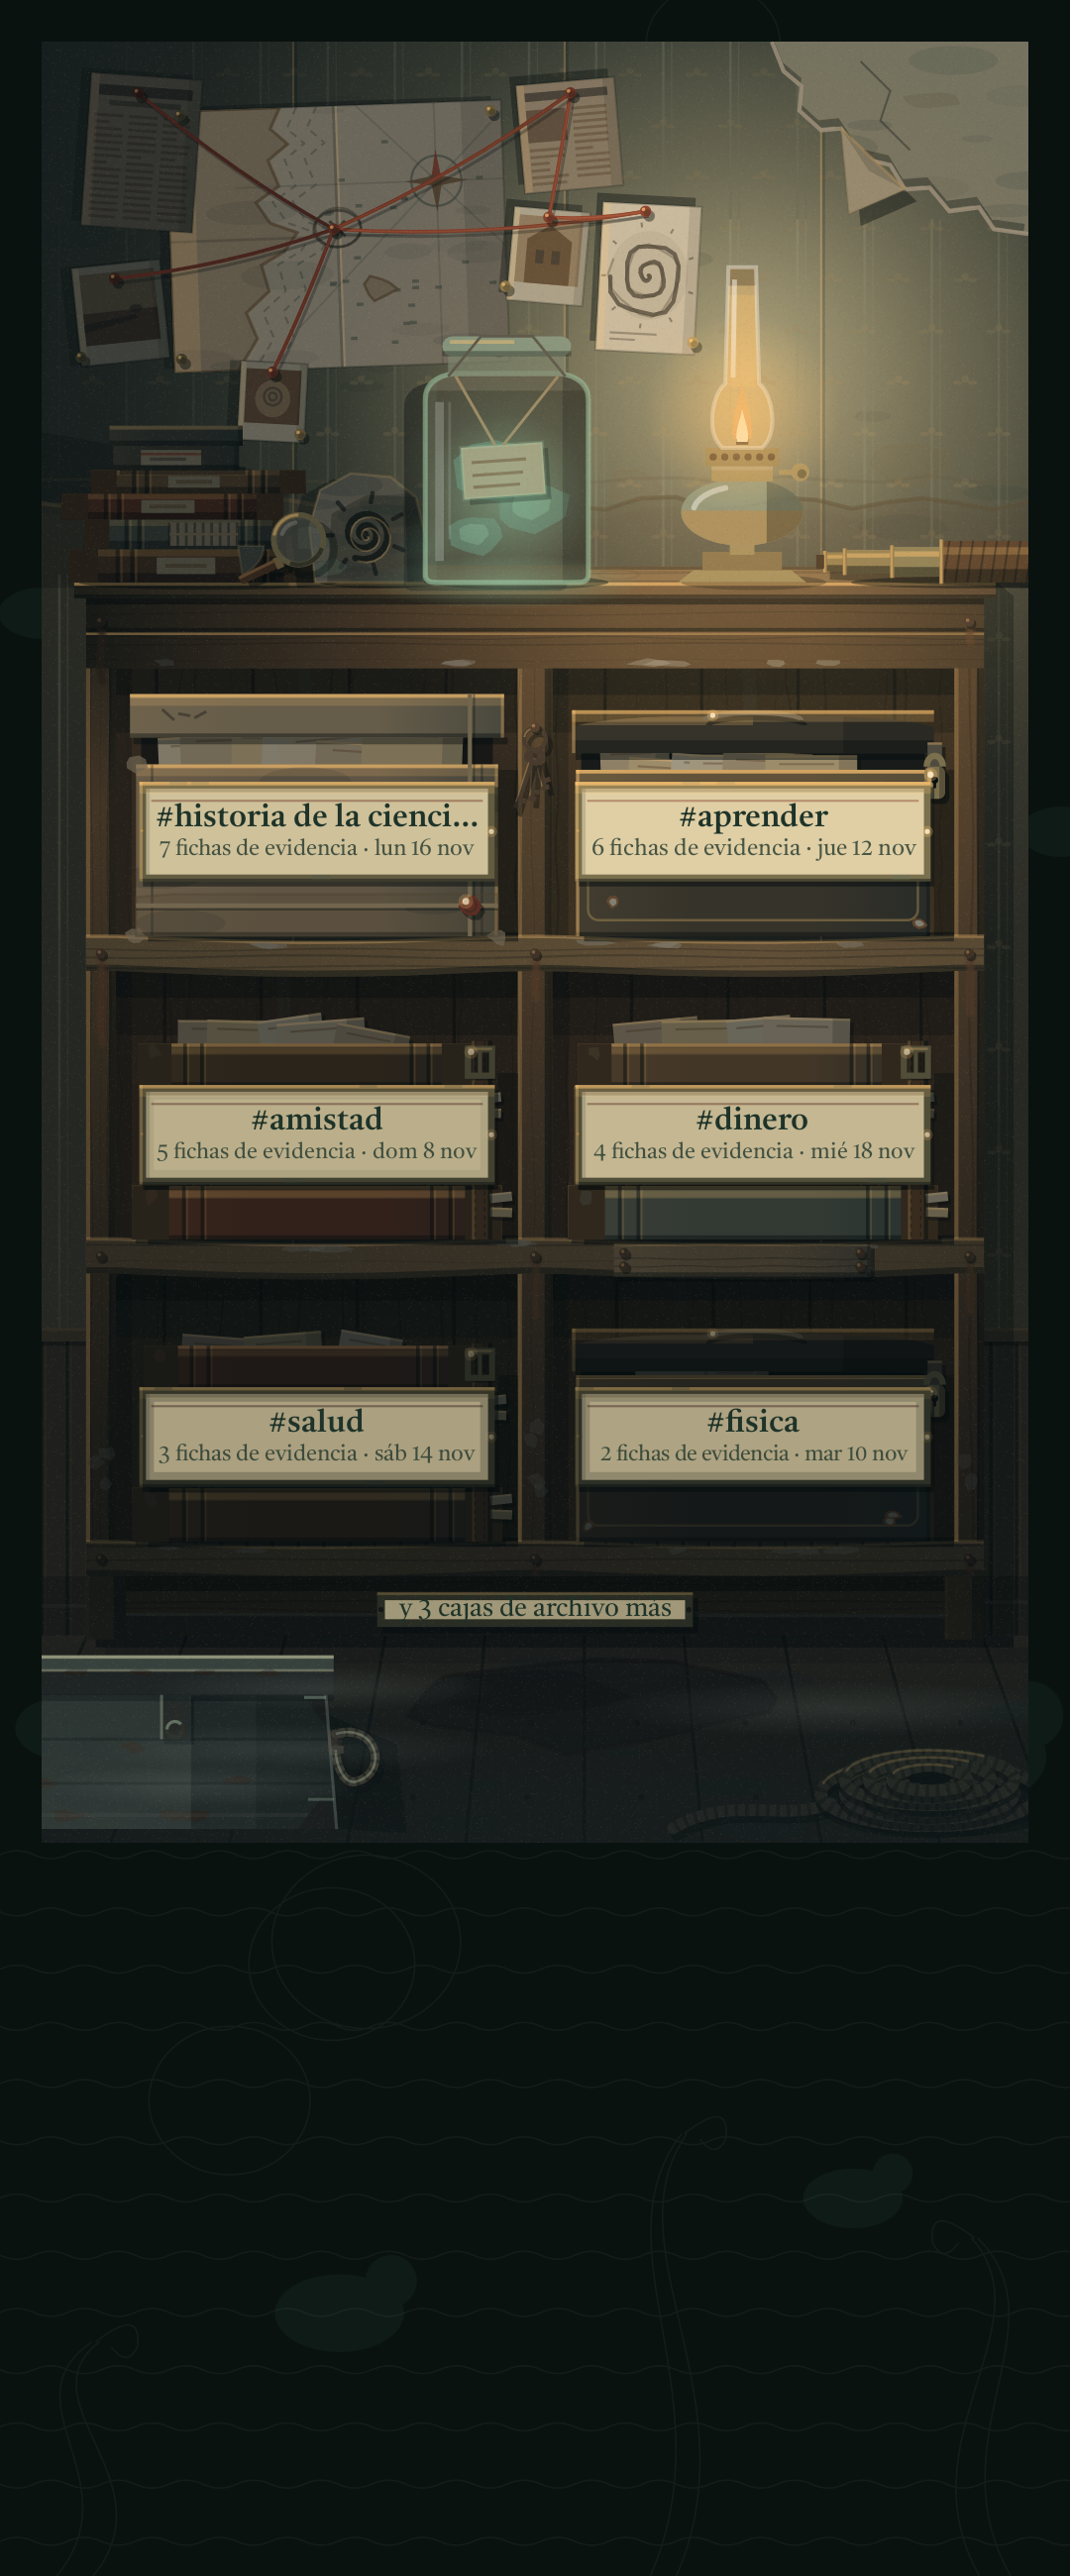 #historia de la cienci...
7 fichas de evidencia · lun 16 nov
#aprender
6 fichas de evidencia · jue 12 nov
#amistad
5 fichas de evidencia · dom 8 nov
#dinero
4 fichas de evidencia · mié 18 nov
#salud
3 fichas de evidencia · sáb 14 nov
#fisica
2 fichas de evidencia · mar 10 nov
y 3 cajas de archivo más